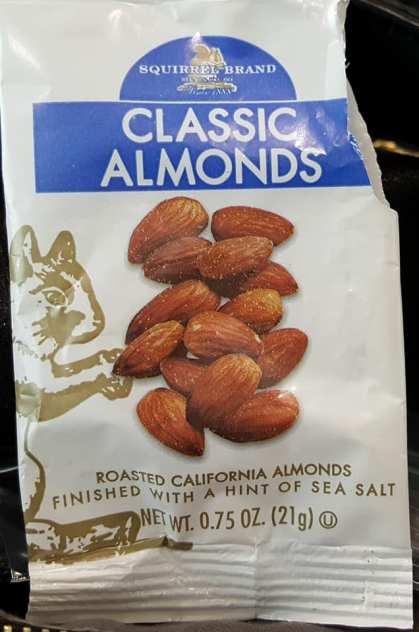 SQUIRREL BRAND
CLASSIC
ALMONDS
ROASTED CALIFORNIA ALMONDS
FINISHED WITH A HINT OF SEA SALT
NET WT. 0.75 OZ. (21g) U